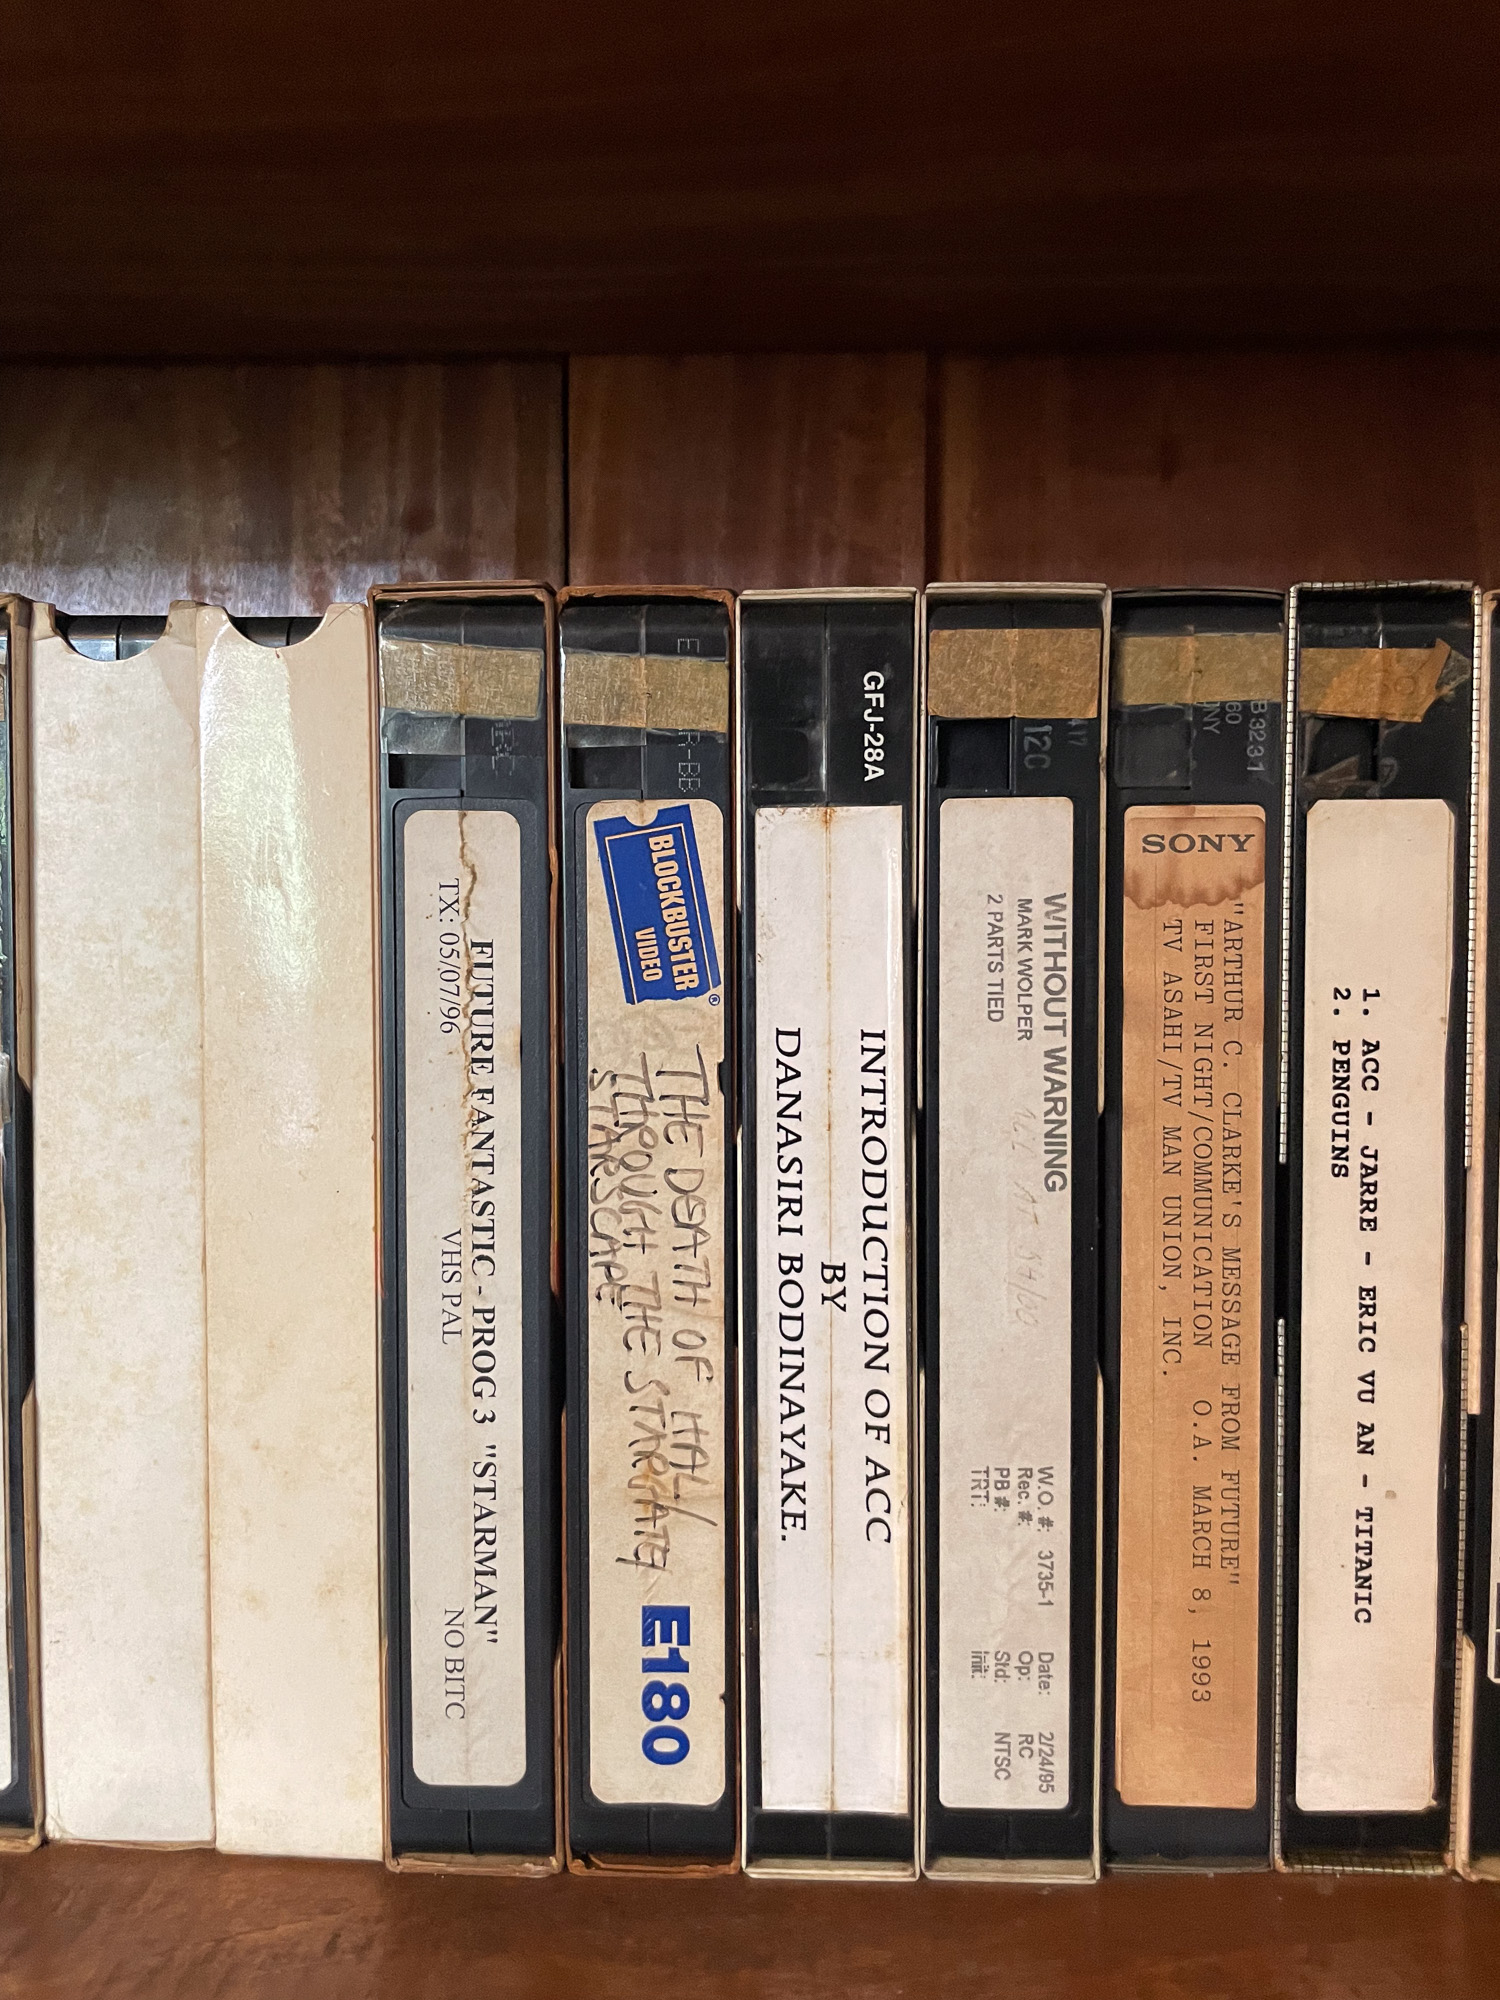 FUTURE FANTASTIC - PROG 3 "STARMAN"
TX: 05/07/96 VHS PAL NO BITC
BLOCKBUSTER
VIDEO
®
THE DEATH OF HAL/
THROUGH THE STARGATE/
STARSCAPE
E180
GFJ-28A
INTRODUCTION OF ACC
BY
DANASIRI BODINAYAKE.
12C
WITHOUT WARNING
MARK WOLPER
2 PARTS TIED
W.O. #: 3735-1 Date: 2/24/95
Rec. #: Op: RC
PB #: Std: NTSC
TRT: Init:
B3231
60
SONY
"ARTHUR C. CLARKE'S MESSAGE FROM FUTURE"
FIRST NIGHT/COMMUNICATION O.A. MARCH 8, 1993
TV ASAHI/TV MAN UNION, INC.
1. ACC - JARRE - ERIC VU AN - TITANIC
2. PENGUINS